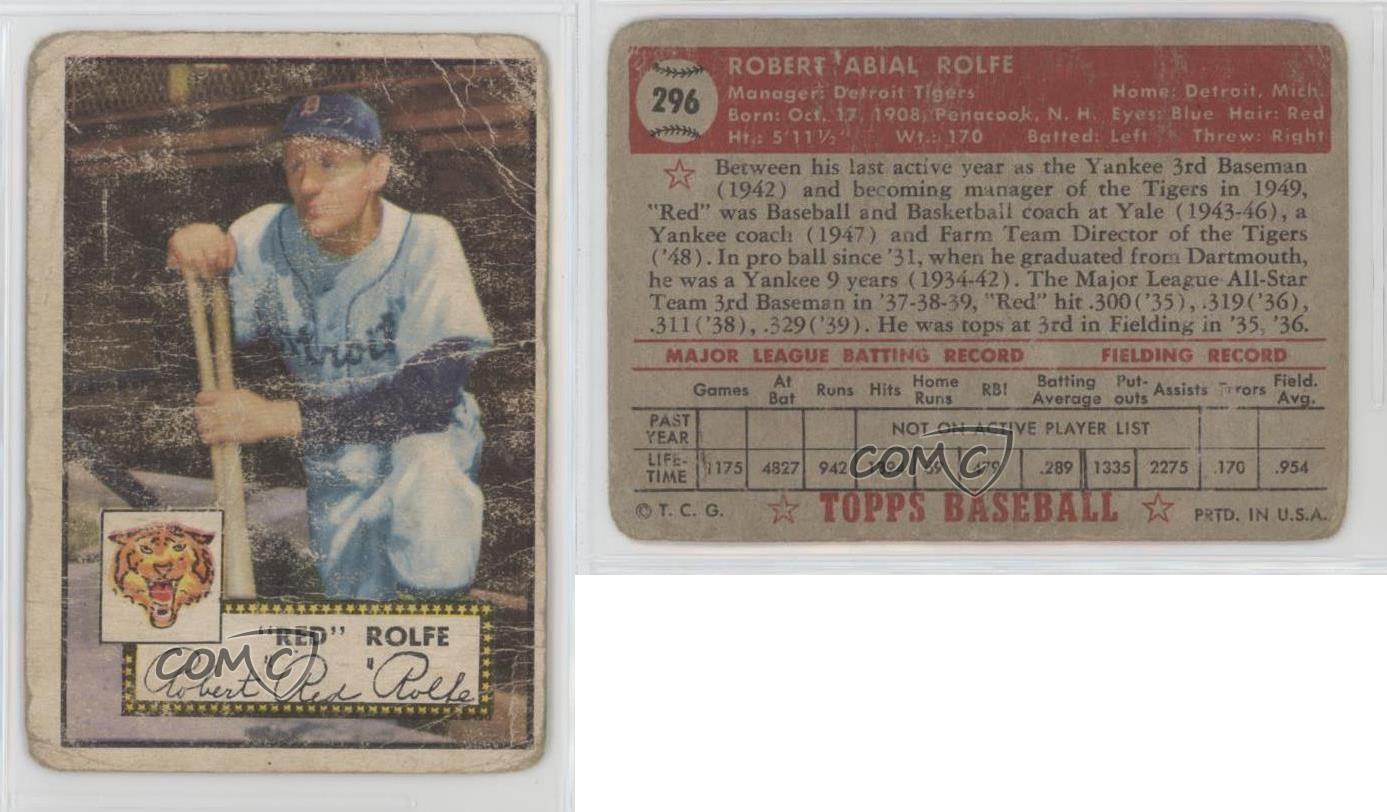 Detroit
"RED" ROLFE
Robert "Red" Rolfe
COMC
296
ROBERT ABIAL ROLFE
Manager: Detroit Tigers Home: Detroit, Mich.
Born: Oct. 17, 1908, Penacook, N. H. Eyes: Blue Hair: Red
Ht.: 5'11½ Wt.: 170 Batted: Left Threw: Right
Between his last active year as the Yankee 3rd Baseman
(1942) and becoming manager of the Tigers in 1949,
"Red" was Baseball and Basketball coach at Yale (1943-46), a
Yankee coach (1947) and Farm Team Director of the Tigers
('48). In pro ball since '31, when he graduated from Dartmouth,
he was a Yankee 9 years (1934-42). The Major League All-Star
Team 3rd Baseman in '37-38-39, "Red" hit .300('35), .319('36),
.311('38), .329('39). He was tops at 3rd in Fielding in '35, '36.
MAJOR LEAGUE BATTING RECORD FIELDING RECORD
Games At Bat Runs Hits Home Runs RBI Batting Average Put-outs Assists Errors Field. Avg.
PAST YEAR NOT ON ACTIVE PLAYER LIST
LIFE-TIME 1175 4827 942 .289 1335 2275 .170 .954
COMC
© T. C. G. TOPPS BASEBALL PRTD. IN U.S.A.